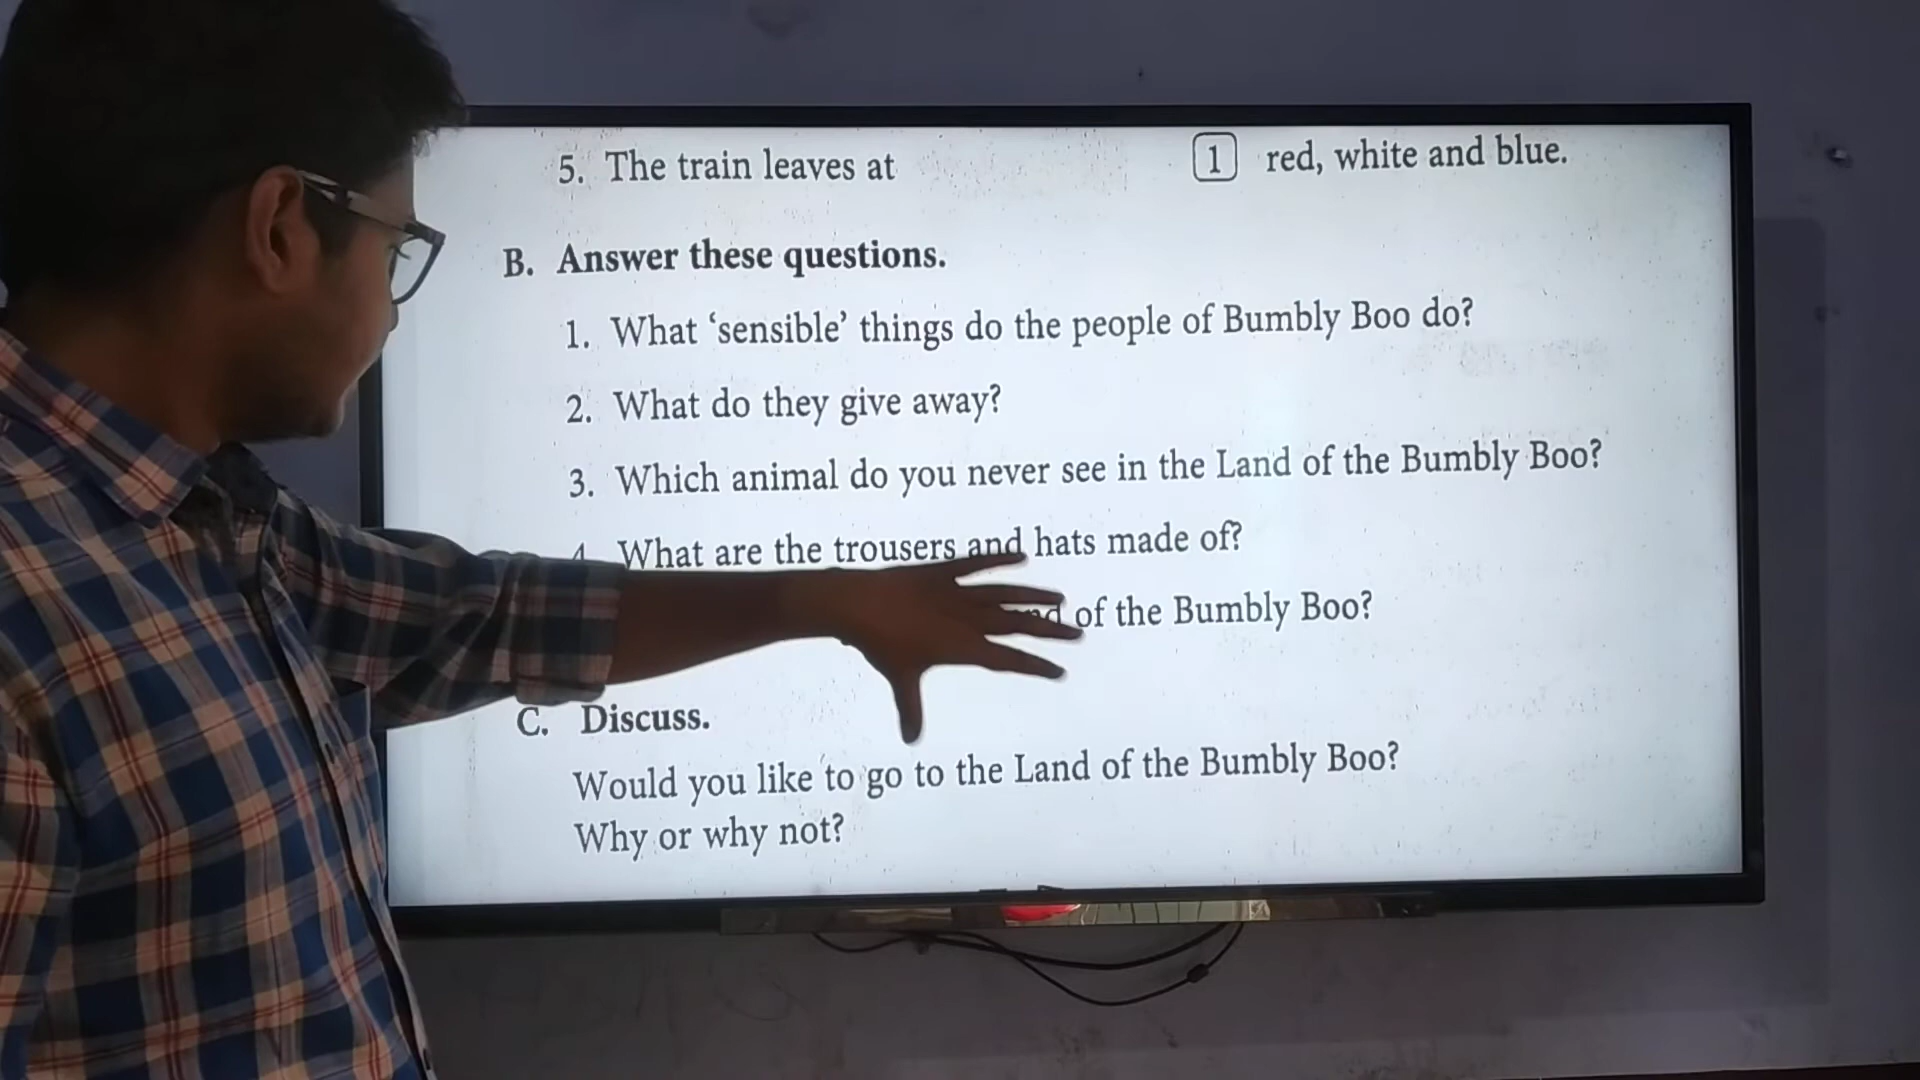 5. The train leaves at 1 red, white and blue.
B. Answer these questions.
1. What ‘sensible’ things do the people of Bumbly Boo do?
2. What do they give away?
3. Which animal do you never see in the Land of the Bumbly Boo?
What are the trousers and hats made of?
of the Bumbly Boo?
C. Discuss.
Would you like to go to the Land of the Bumbly Boo?
Why or why not?